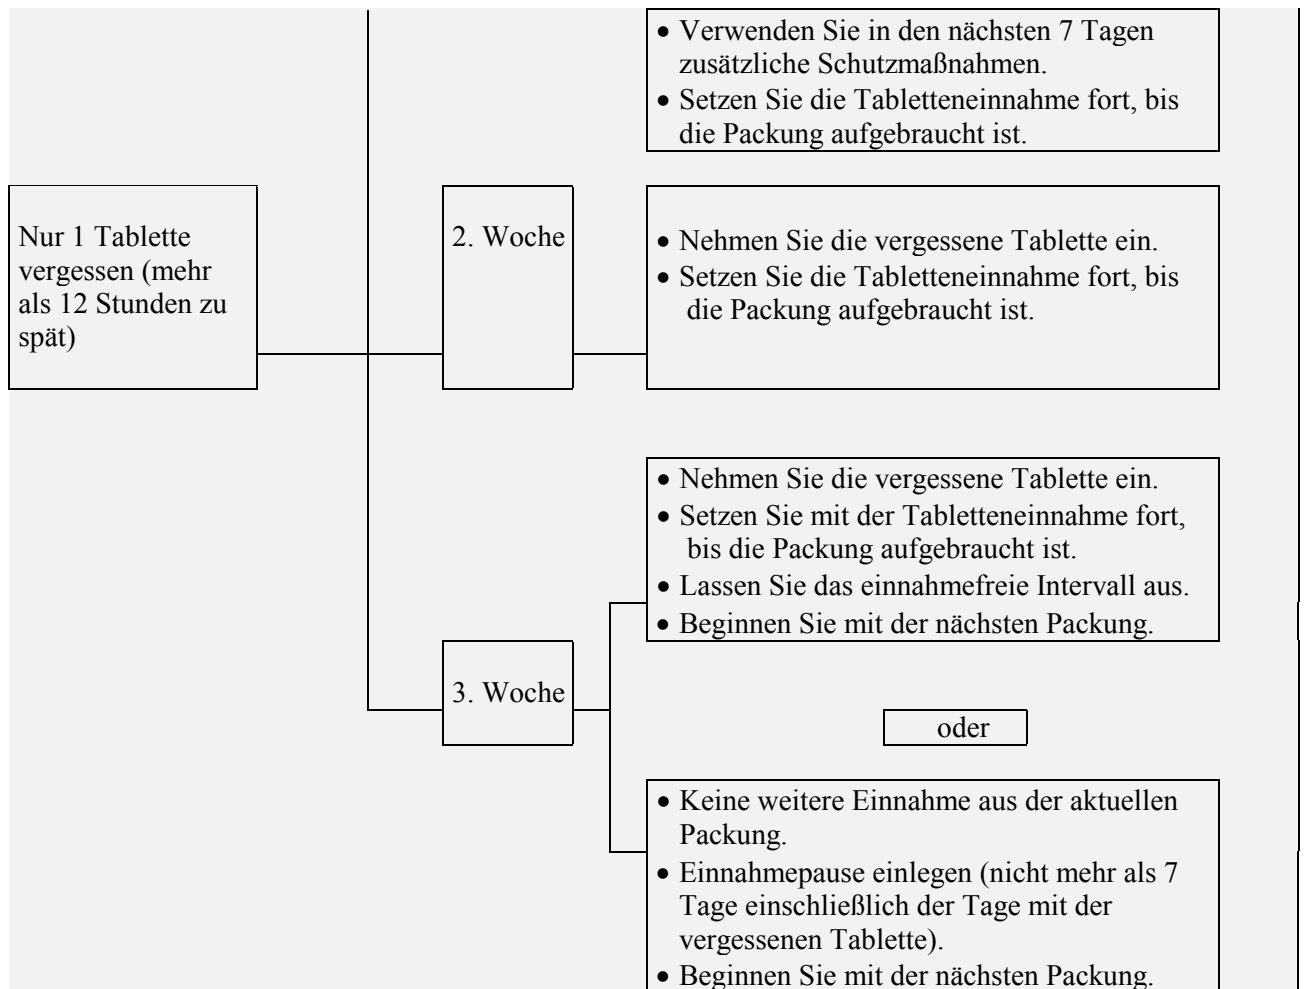 • Verwenden Sie in den nächsten 7 Tagen
zusätzliche Schutzmaßnahmen.
• Setzen Sie die Tabletteneinnahme fort, bis
die Packung aufgebraucht ist.
Nur 1 Tablette
vergessen (mehr
als 12 Stunden zu
spät)
2. Woche
• Nehmen Sie die vergessene Tablette ein.
• Setzen Sie die Tabletteneinnahme fort, bis
die Packung aufgebraucht ist.
• Nehmen Sie die vergessene Tablette ein.
• Setzen Sie mit der Tabletteneinnahme fort,
bis die Packung aufgebraucht ist.
• Lassen Sie das einnahmefreie Intervall aus.
• Beginnen Sie mit der nächsten Packung.
3. Woche
oder
• Keine weitere Einnahme aus der aktuellen
Packung.
• Einnahmepause einlegen (nicht mehr als 7
Tage einschließlich der Tage mit der
vergessenen Tablette).
• Beginnen Sie mit der nächsten Packung.